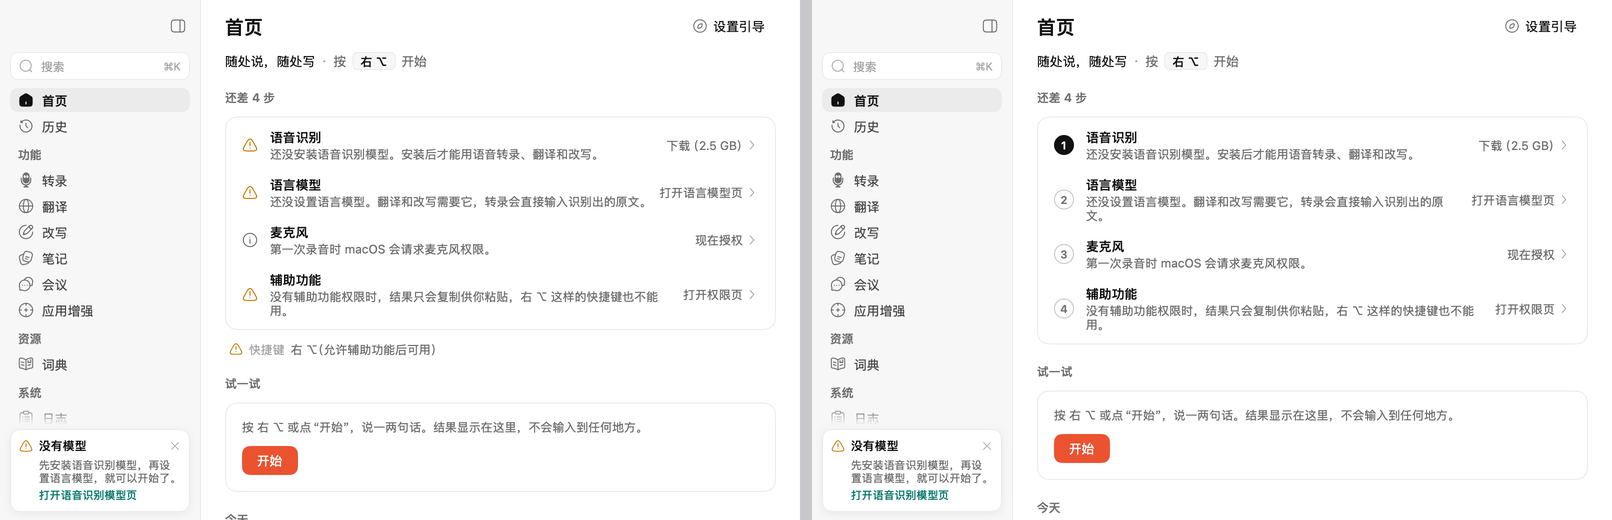 首页
设置引导
搜索
⌘K
随处说，随处写 · 按 右 ⌥ 开始
首页
历史
还差 4 步
功能
转录
翻译
改写
笔记
会议
应用增强
资源
词典
系统
日志
语音识别
还没安装语音识别模型。安装后才能用语音转录、翻译和改写。
下载 (2.5 GB)
语言模型
还没设置语言模型。翻译和改写需要它，转录会直接输入识别出的原文。
打开语言模型页
麦克风
第一次录音时 macOS 会请求麦克风权限。
现在授权
辅助功能
没有辅助功能权限时，结果只会复制供你粘贴，右 ⌥ 这样的快捷键也不能
用。
打开权限页
快捷键 右 ⌥(允许辅助功能后可用)
试一试
按 右 ⌥ 或点“开始”，说一两句话。结果显示在这里，不会输入到任何地方。
开始
今天
没有模型
先安装语音识别模型，再设
置语言模型，就可以开始了。
打开语音识别模型页
首页
设置引导
搜索
⌘K
随处说，随处写 · 按 右 ⌥ 开始
首页
历史
还差 4 步
功能
转录
翻译
改写
笔记
会议
应用增强
资源
词典
系统
日志
1
语音识别
还没安装语音识别模型。安装后才能用语音转录、翻译和改写。
下载 (2.5 GB)
2
语言模型
还没设置语言模型。翻译和改写需要它，转录会直接输入识别出的原
文。
打开语言模型页
3
麦克风
第一次录音时 macOS 会请求麦克风权限。
现在授权
4
辅助功能
没有辅助功能权限时，结果只会复制供你粘贴，右 ⌥ 这样的快捷键也不能
用。
打开权限页
试一试
按 右 ⌥ 或点“开始”，说一两句话。结果显示在这里，不会输入到任何地方。
开始
今天
没有模型
先安装语音识别模型，再设
置语言模型，就可以开始了。
打开语音识别模型页